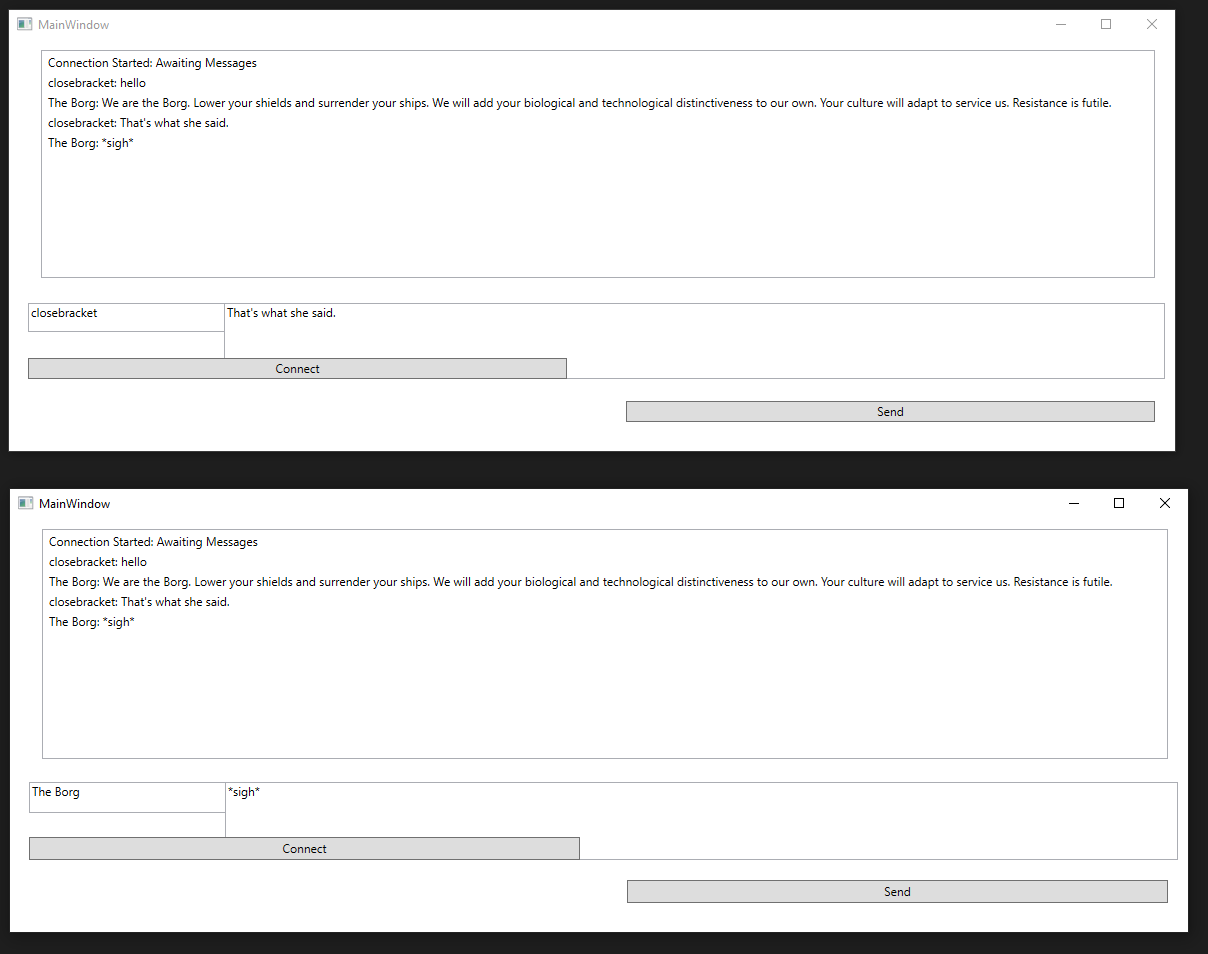 MainWindow
Connection Started: Awaiting Messages
closebracket: hello
The Borg: We are the Borg. Lower your shields and surrender your ships. We will add your biological and technological distinctiveness to our own. Your culture will adapt to service us. Resistance is futile.
closebracket: That's what she said.
The Borg: *sigh*
closebracket
That's what she said.
Connect
Send
MainWindow
Connection Started: Awaiting Messages
closebracket: hello
The Borg: We are the Borg. Lower your shields and surrender your ships. We will add your biological and technological distinctiveness to our own. Your culture will adapt to service us. Resistance is futile.
closebracket: That's what she said.
The Borg: *sigh*
The Borg
*sigh*
Connect
Send